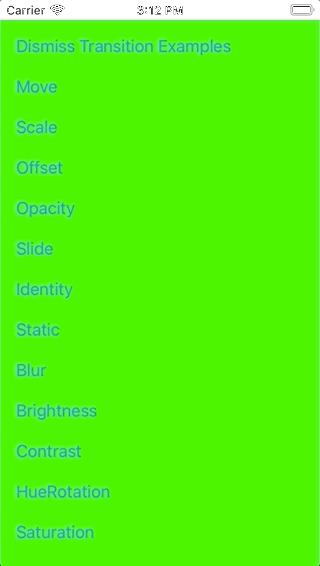 Carrier 3:12 PM
Dismiss Transition Examples
Move
Scale
Offset
Opacity
Slide
Identity
Static
Blur
Brightness
Contrast
HueRotation
Saturation